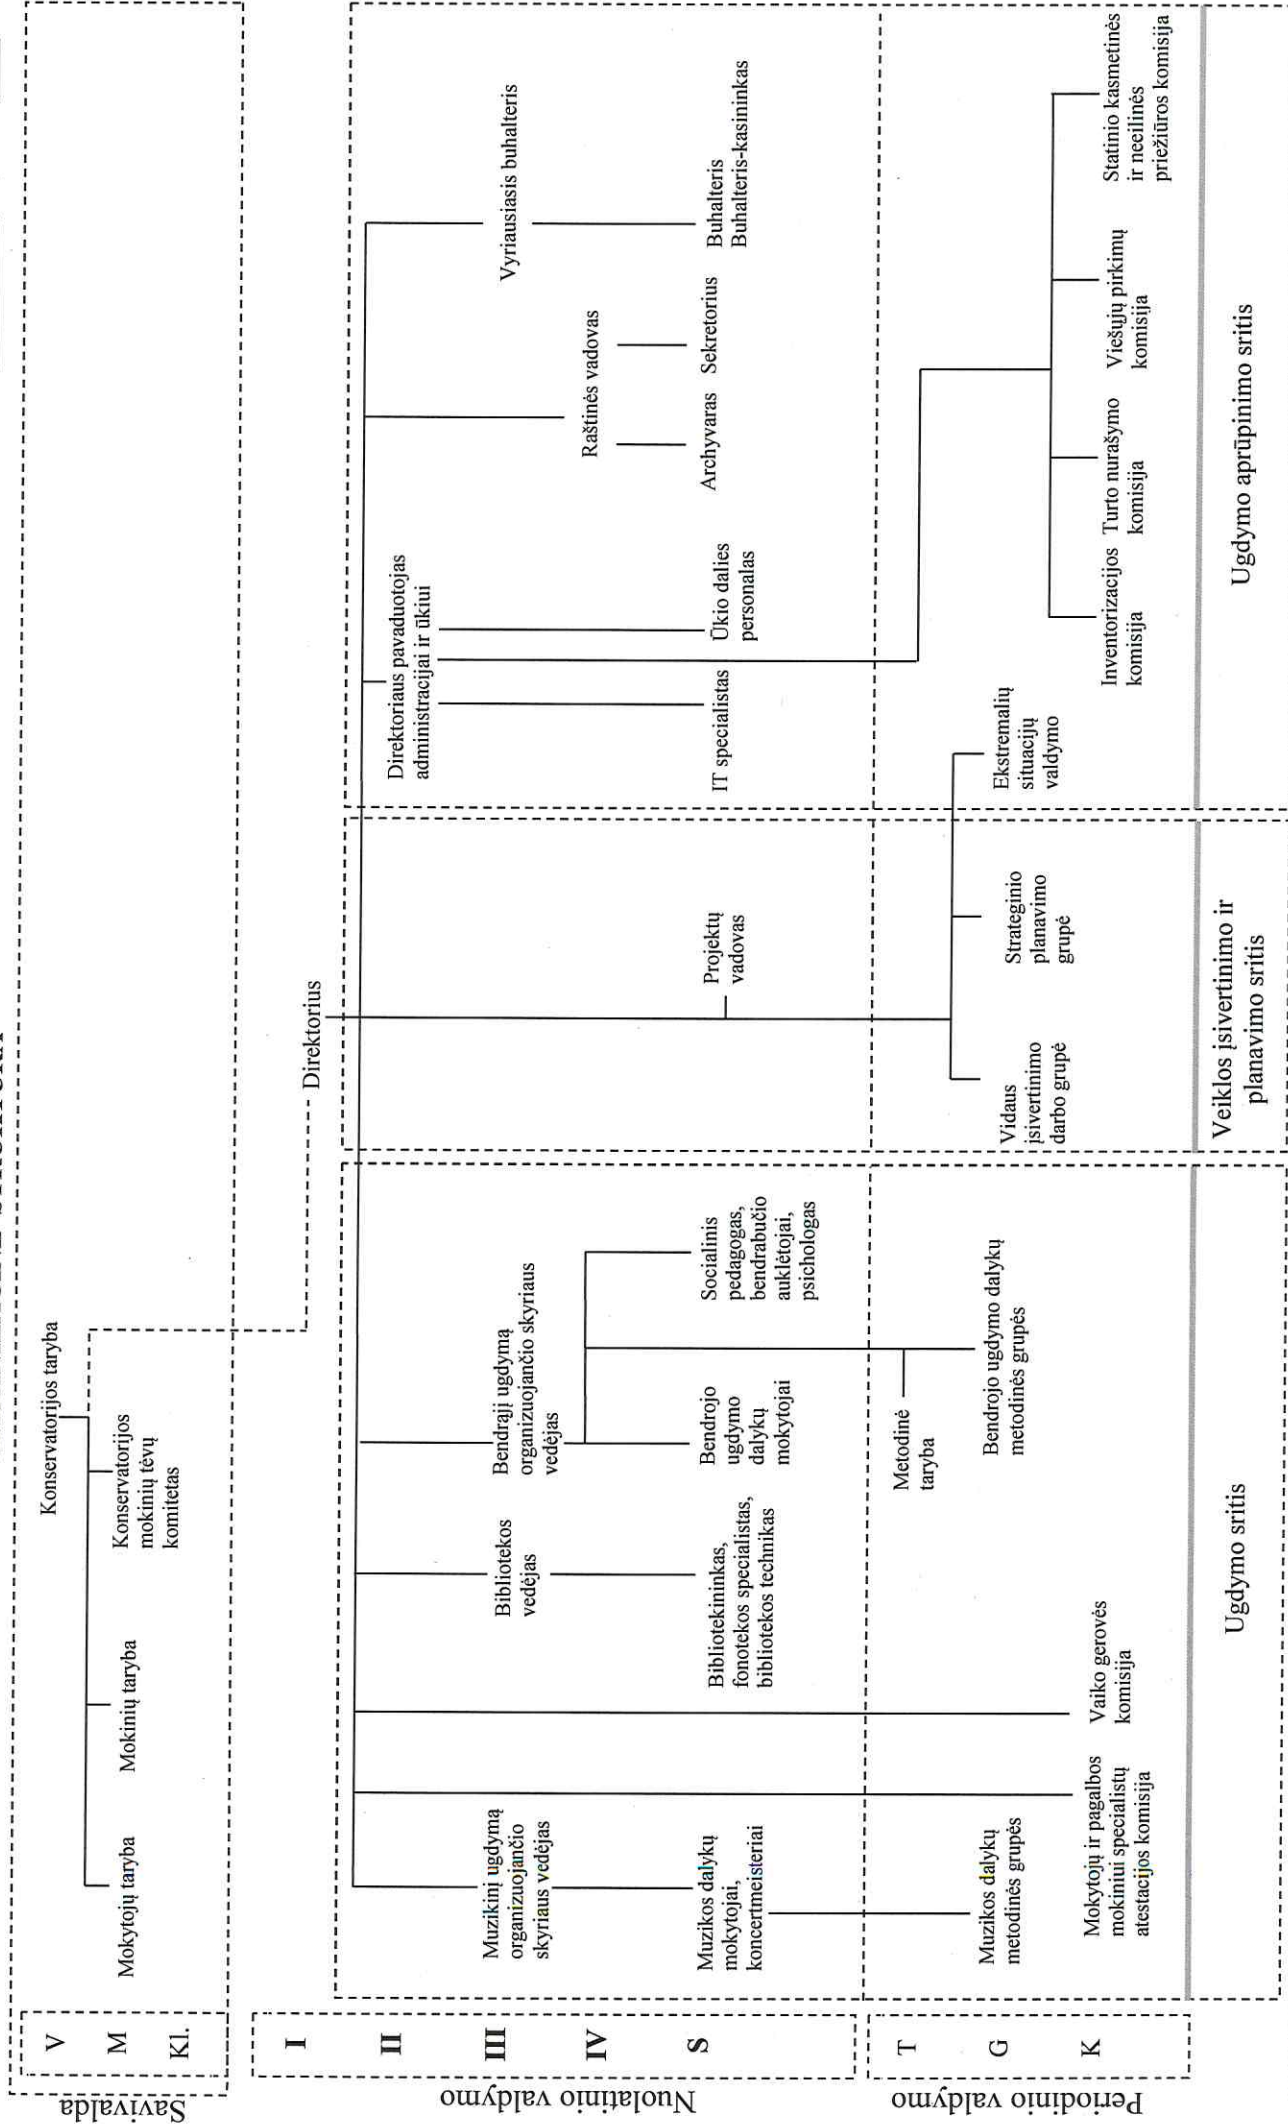 Savivalda
V
M
Kl.
Konservatorijos taryba
Mokytojų taryba
Mokinių taryba
Konservatorijos
mokinių tėvų
komitetas
Nuolatinio valdymo
I
II
III
IV
S
Direktorius
Direktoriaus pavaduotojas
administracijai ir ūkiui
Muzikinį ugdymą
organizuojančio
skyriaus vedėjas
Bibliotekos
vedėjas
Bendrąjį ugdymą
organizuojančio skyriaus
vedėjas
Vyriausiasis buhalteris
Raštinės vadovas
Muzikos dalykų
mokytojai,
koncertmeisteriai
Bibliotekininkas,
fonotekos specialistas,
bibliotekos technikas
Bendrojo
ugdymo
dalykų
mokytojai
Socialinis
pedagogas,
bendrabučio
auklėtojai,
psichologas
Projektų
vadovas
IT specialistas
Ūkio dalies
personalas
Archyvaras
Sekretorius
Buhalteris
Buhalteris-kasininkas
Periodinio valdymo
T
G
K
Metodinė
taryba
Muzikos dalykų
metodinės grupės
Bendrojo ugdymo dalykų
metodinės grupės
Vidaus
įsivertinimo
darbo grupė
Strateginio
planavimo
grupė
Ekstremalių
situacijų
valdymo
Mokytojų ir pagalbos
mokiniui specialistų
atestacijos komisija
Vaiko gerovės
komisija
Inventorizacijos
komisija
Turto nurašymo
komisija
Viešųjų pirkimų
komisija
Statinio kasmetinės
ir neeilinės
priežiūros komisija
Ugdymo sritis
Veiklos įsivertinimo ir
planavimo sritis
Ugdymo aprūpinimo sritis